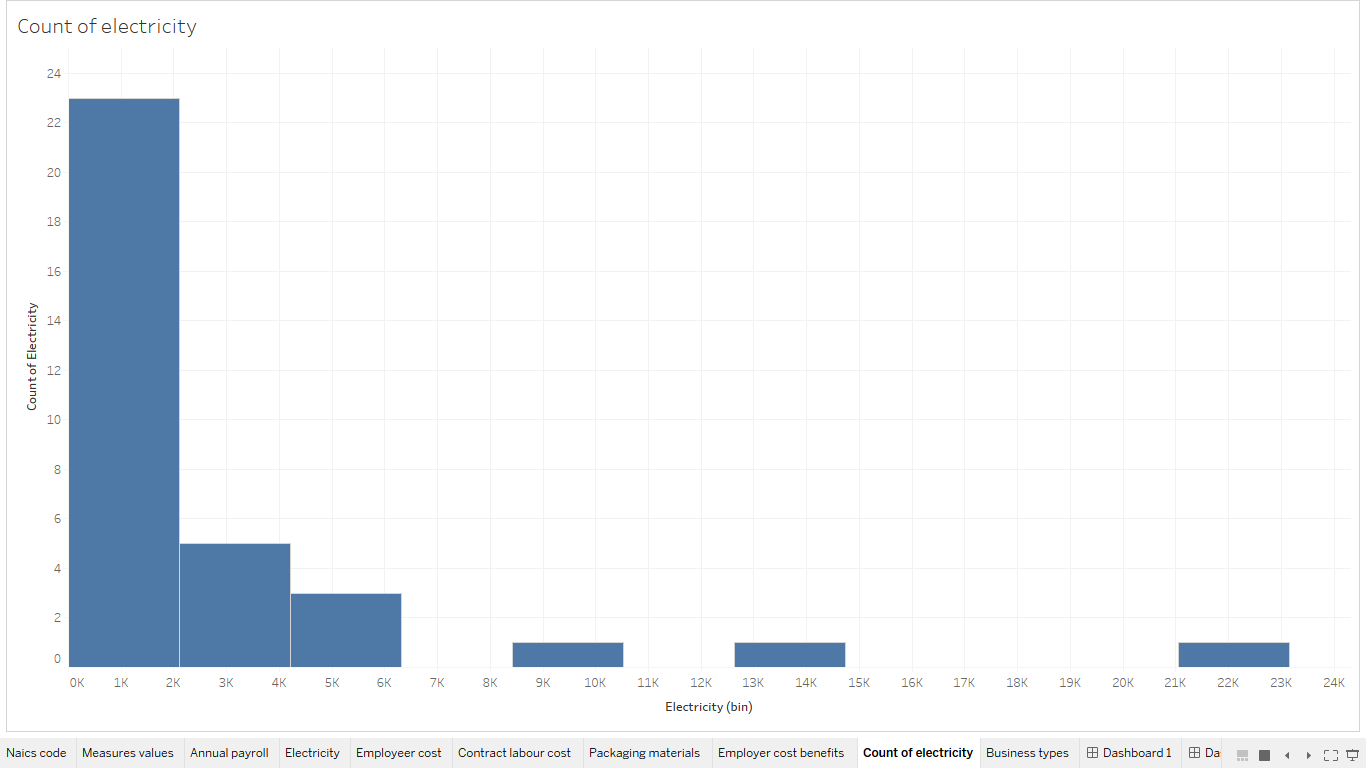 Count of electricity
24
22
20
18
16
14
12
10
8
6
4
2
0
Count of Electricity
0K 1K 2K 3K 4K 5K 6K 7K 8K 9K 10K 11K 12K 13K 14K 15K 16K 17K 18K 19K 20K 21K 22K 23K 24K
Electricity (bin)
Naics code Measures values Annual payroll Electricity Employeer cost Contract labour cost Packaging materials Employer cost benefits Count of electricity Business types Dashboard 1